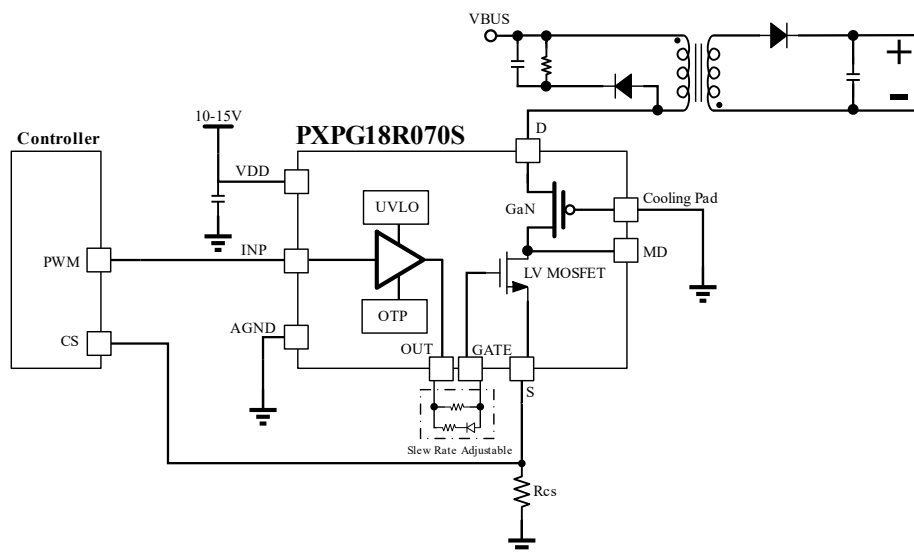 VBUS
+
-
10-15V
PXPG18R070S
D
Controller
VDD
UVLO
GaN
Cooling Pad
PWM
INP
MD
LV MOSFET
OTP
AGND
CS
OUT
GATE
S
Slew Rate Adjustable
Rcs